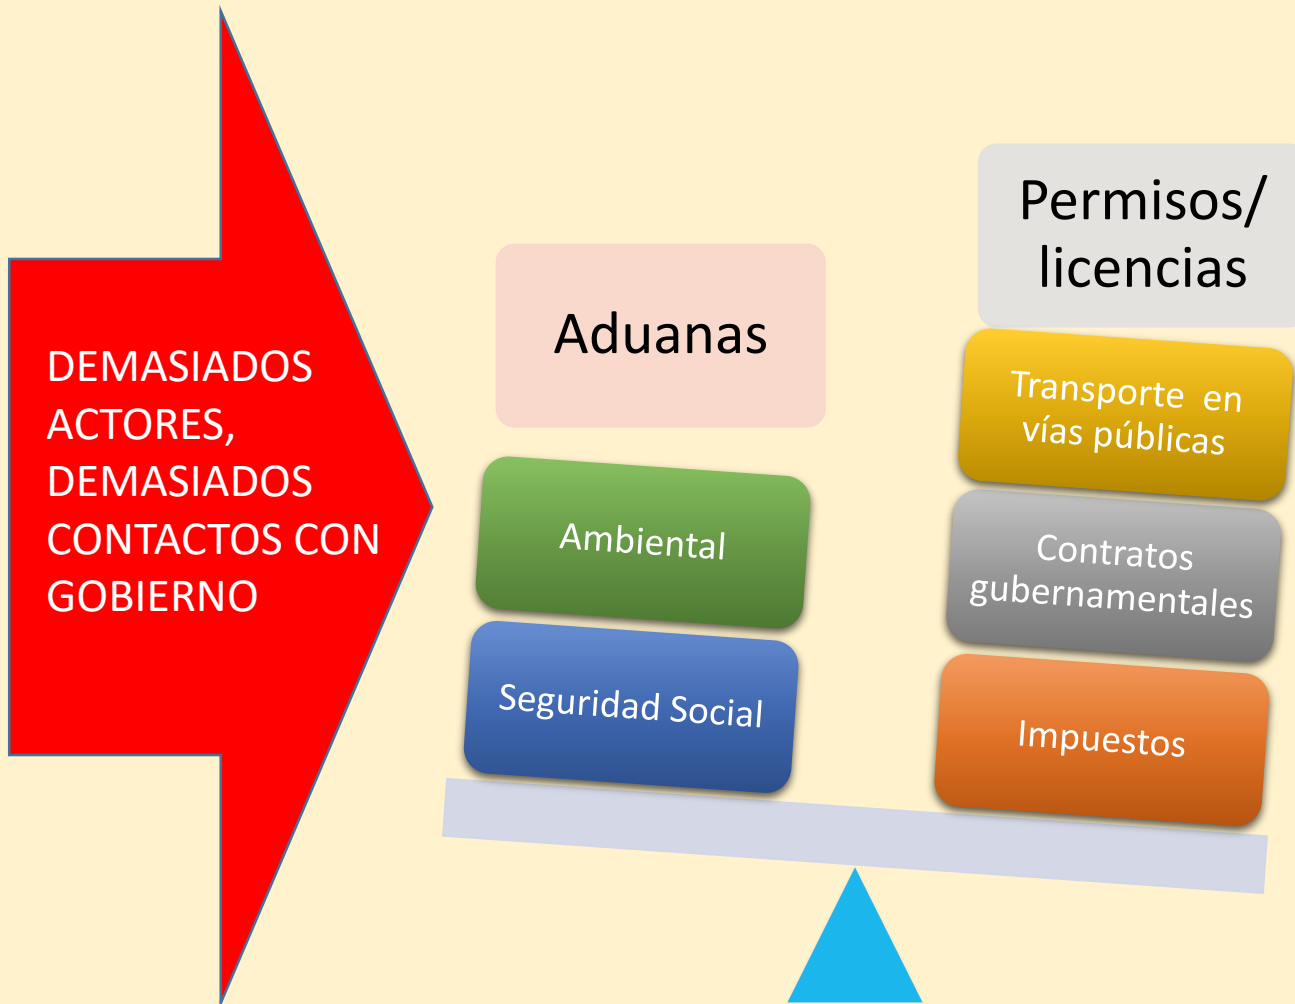 DEMASIADOS
ACTORES,
DEMASIADOS
CONTACTOS CON
GOBIERNO
Aduanas
Ambiental
Seguridad Social
Permisos/
licencias
Transporte en
vías públicas
Contratos
gubernamentales
Impuestos